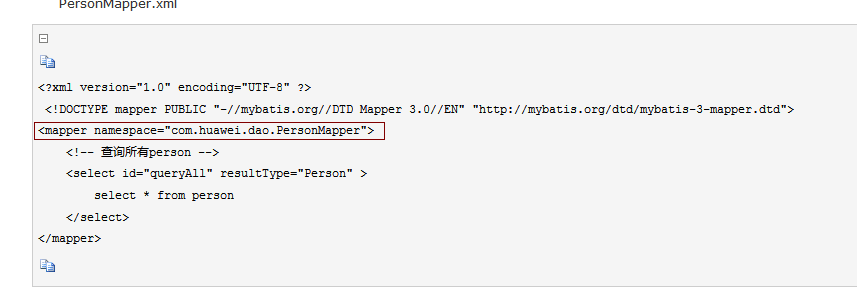 PersonMapper.xml
<?xml version="1.0" encoding="UTF-8" ?>
<!DOCTYPE mapper PUBLIC "-//mybatis.org//DTD Mapper 3.0//EN" "http://mybatis.org/dtd/mybatis-3-mapper.dtd">
<mapper namespace="com.huawei.dao.PersonMapper">
<!-- 查询所有person -->
<select id="queryAll" resultType="Person" >
select * from person
</select>
</mapper>